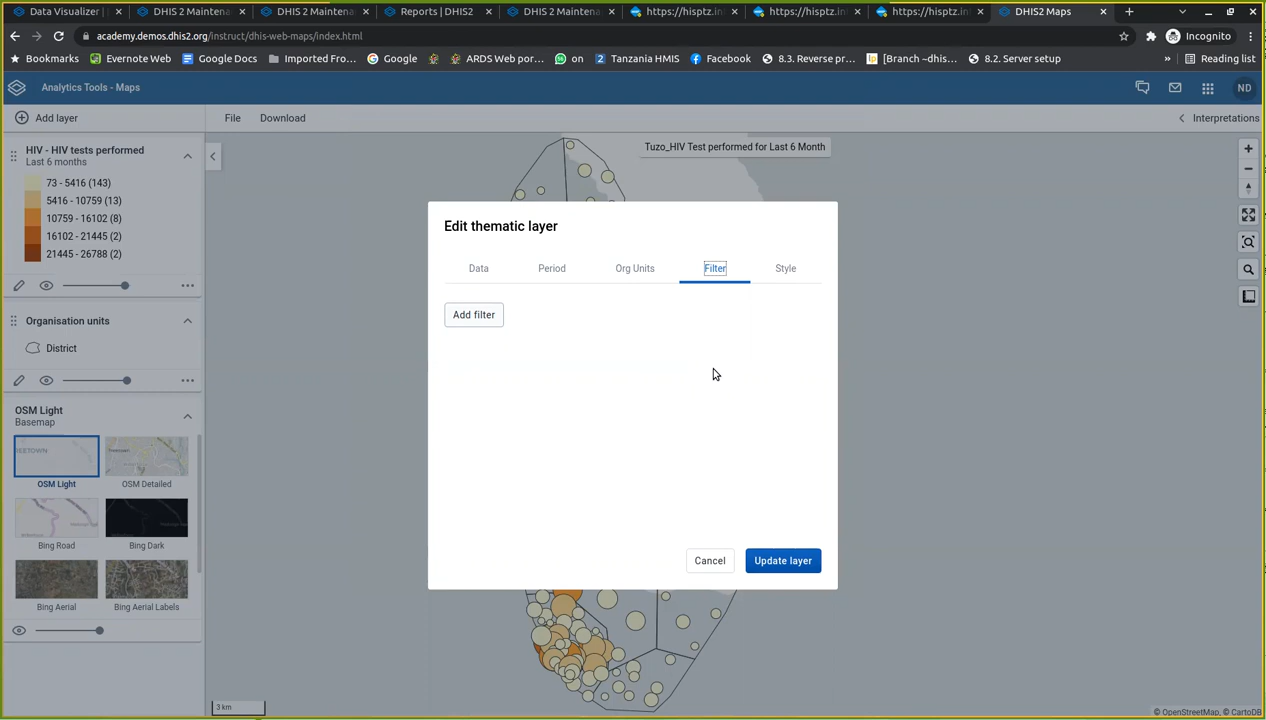 Data Visualizer |
DHIS 2 Maintena
DHIS 2 Maintena
Reports | DHIS2
DHIS 2 Maintena
https://hisptz.in
https://hisptz.in
https://hisptz.in
DHIS2 Maps
academy.demos.dhis2.org/instruct/dhis-web-maps/index.html
Incognito
Bookmarks
Evernote Web
Google Docs
Imported Fro...
Google
ARDS Web por...
on
Tanzania HMIS
Facebook
8.3. Reverse pr...
[Branch ~dhis...
8.2. Server setup
»
Reading list
Analytics Tools - Maps
ND
Add layer
File
Download
Interpretations
HIV - HIV tests performed
Last 6 months
73 - 5416 (143)
5416 - 10759 (13)
10759 - 16102 (8)
16102 - 21445 (2)
21445 - 26788 (2)
Tuzo_HIV Test performed for Last 6 Month
Organisation units
District
OSM Light
Basemap
OSM Light
OSM Detailed
Bing Road
Bing Dark
Bing Aerial
Bing Aerial Labels
Edit thematic layer
Data
Period
Org Units
Filter
Style
Add filter
Cancel
Update layer
3 km
© OpenStreetMap, © CartoDB